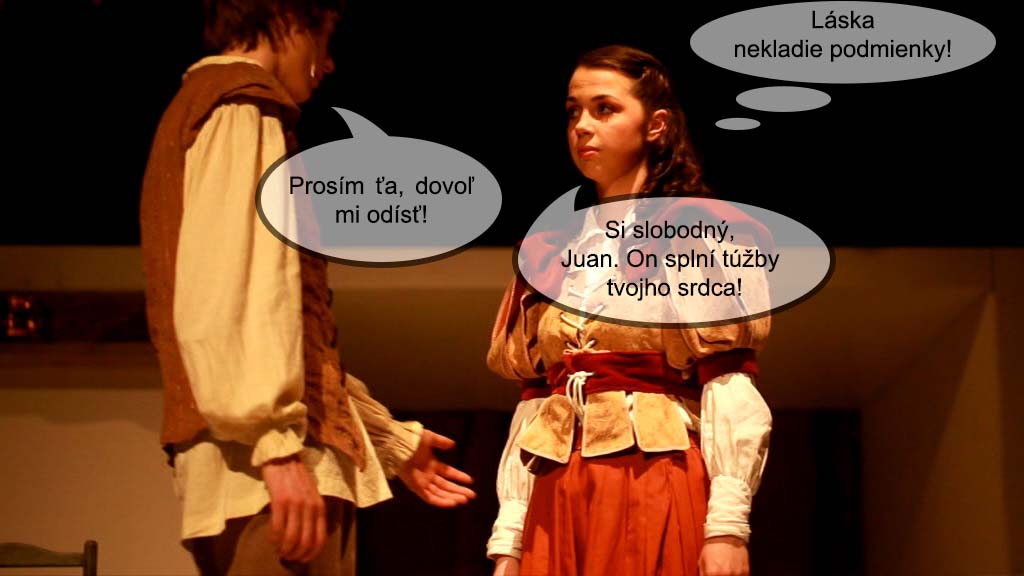 Láska
nekladie podmienky!
Prosím ťa, dovoľ
mi odísť!
Si slobodný,
Juan. On splní túžby
tvojho srdca!